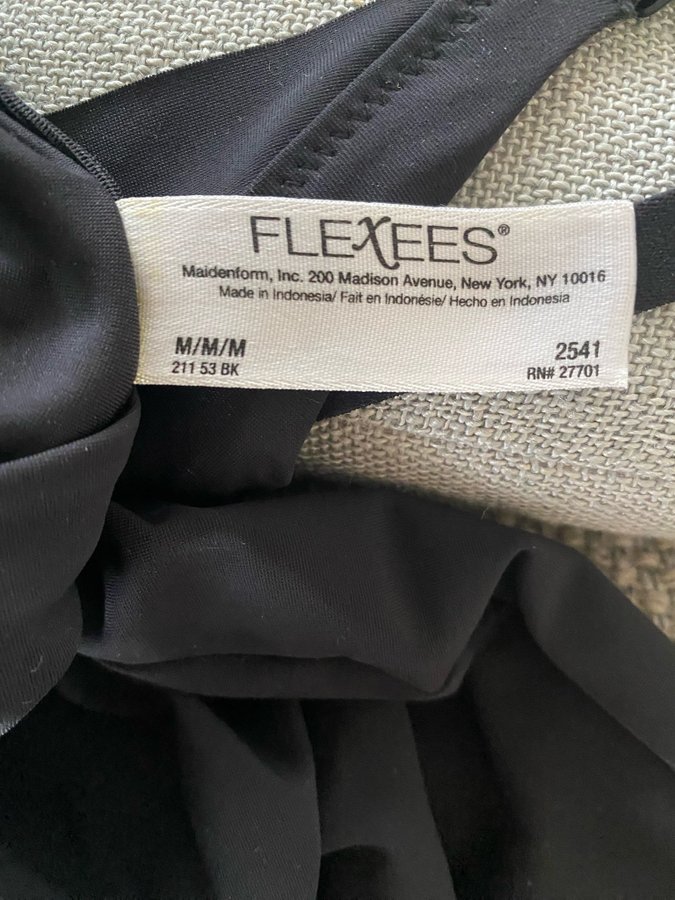 FLEXEES®
Maidenform, Inc. 200 Madison Avenue, New York, NY 10016
Made in Indonesia/ Fait en Indonésie/ Hecho en Indonesia
M/M/M 2541
211 53 BK RN# 27701